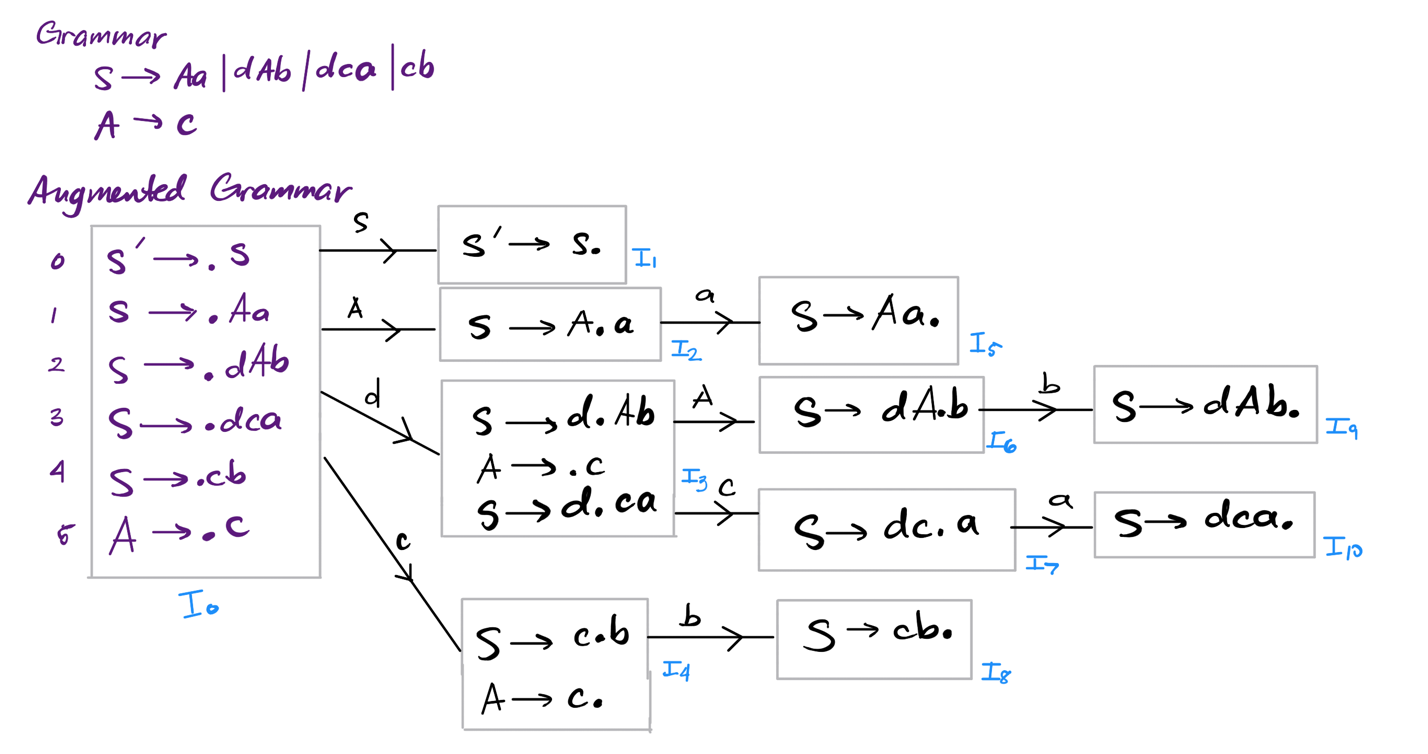 Grammar
S → Aa | dAb | dca | cb
A → c
Augmented Grammar
0 S' → . S
1 S → . Aa
2 S → . dAb
3 S → . dca
4 S → . cb
5 A → . c
I0
S
S' → S.
I1
A
S → A. a
I2
a
S → Aa.
I5
d
S → d. Ab
A → . c
S → d. ca
I3
A
S → dA.b
I6
b
S → dAb.
I9
c
S → dc. a
I7
a
S → dca.
I10
c
S → c.b
A → c.
I4
b
S → cb.
I8